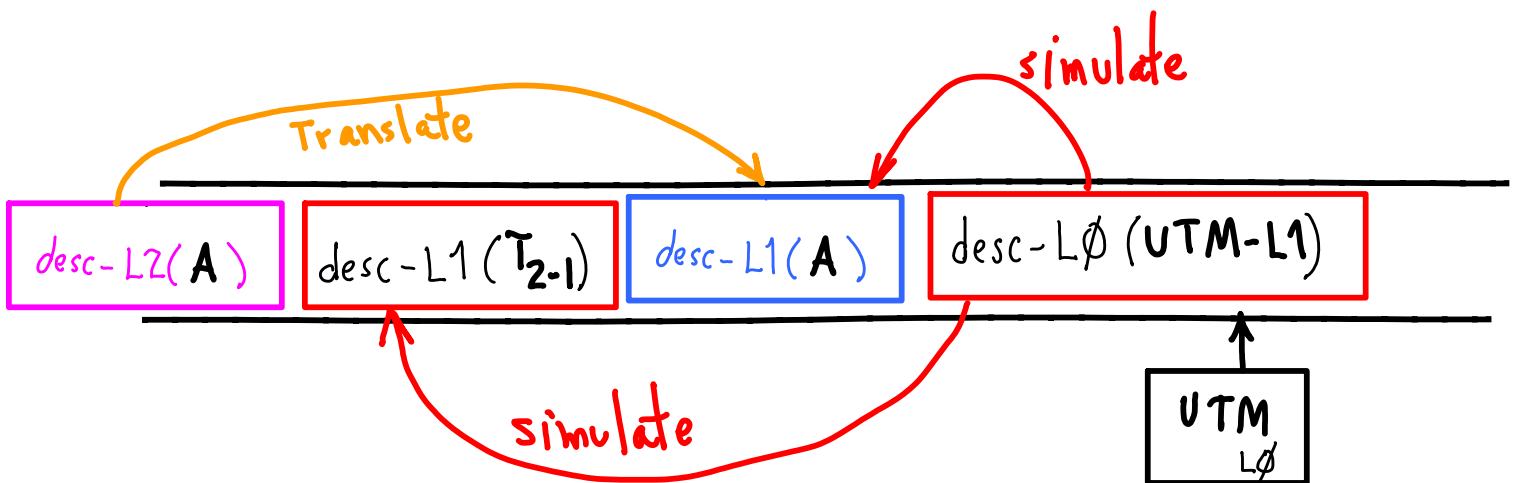 simulate
Translate
desc-L2(A)
desc-L1(T2-1)
desc-L1(A)
desc-LØ(UTM-L1)
simulate
UTM
LØ